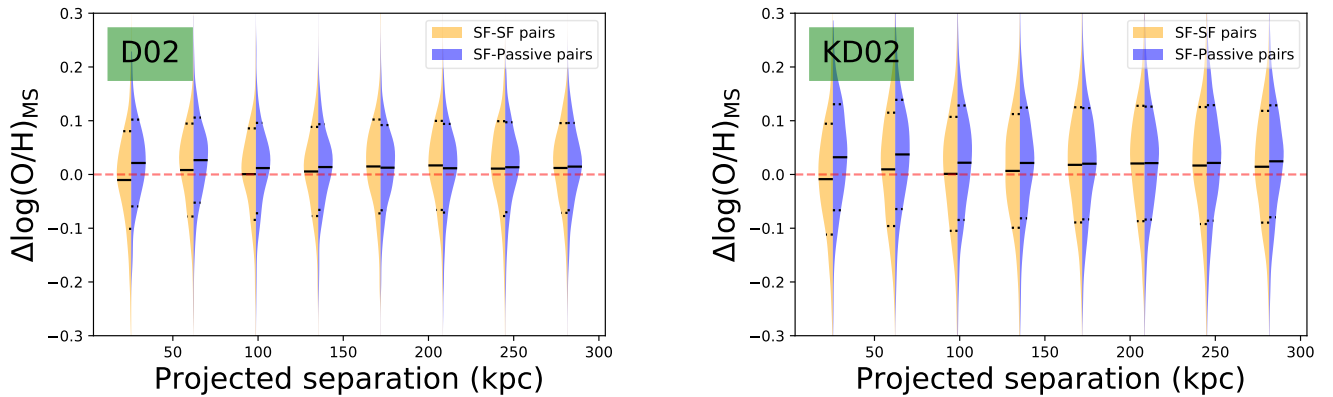 D02
SF-SF pairs
SF-Passive pairs
Δlog(O/H)MS
0.3
0.2
0.1
0.0
−0.1
−0.2
−0.3
50
100
150
200
250
300
Projected separation (kpc)
KD02
SF-SF pairs
SF-Passive pairs
Δlog(O/H)MS
0.3
0.2
0.1
0.0
−0.1
−0.2
−0.3
50
100
150
200
250
300
Projected separation (kpc)